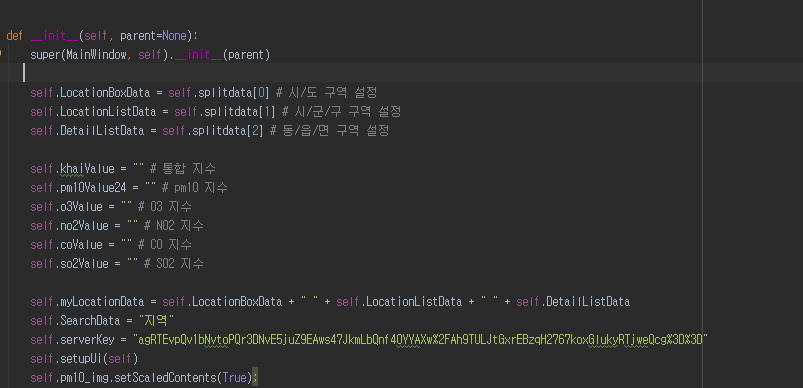 def __init__(self, parent=None):
super(MainWindow, self).__init__(parent)
self.LocationBoxData = self.splitdata[0] # 시/도 구역 설정
self.LocationListData = self.splitdata[1] # 시/군/구 구역 설정
self.DetailListData = self.splitdata[2] # 동/읍/면 구역 설정
self.khaiValue = "" # 통합 지수
self.pm10Value24 = "" # pm10 지수
self.o3Value = "" # O3 지수
self.no2Value = "" # NO2 지수
self.coValue = "" # CO 지수
self.so2Value = "" # SO2 지수
self.myLocationData = self.LocationBoxData + " " + self.LocationListData + " " + self.DetailListData
self.SearchData = "지역"
self.serverKey = "agRTEvpQv1bNvtoPQr3DNvE5juZ9EAws47JkmLbQnf4OYYAXw%2FAh9TULJtGxrEBzqH2767koxGlukyRTjweQcg%3D%3D"
self.setupUi(self)
self.pm10_img.setScaledContents(True);